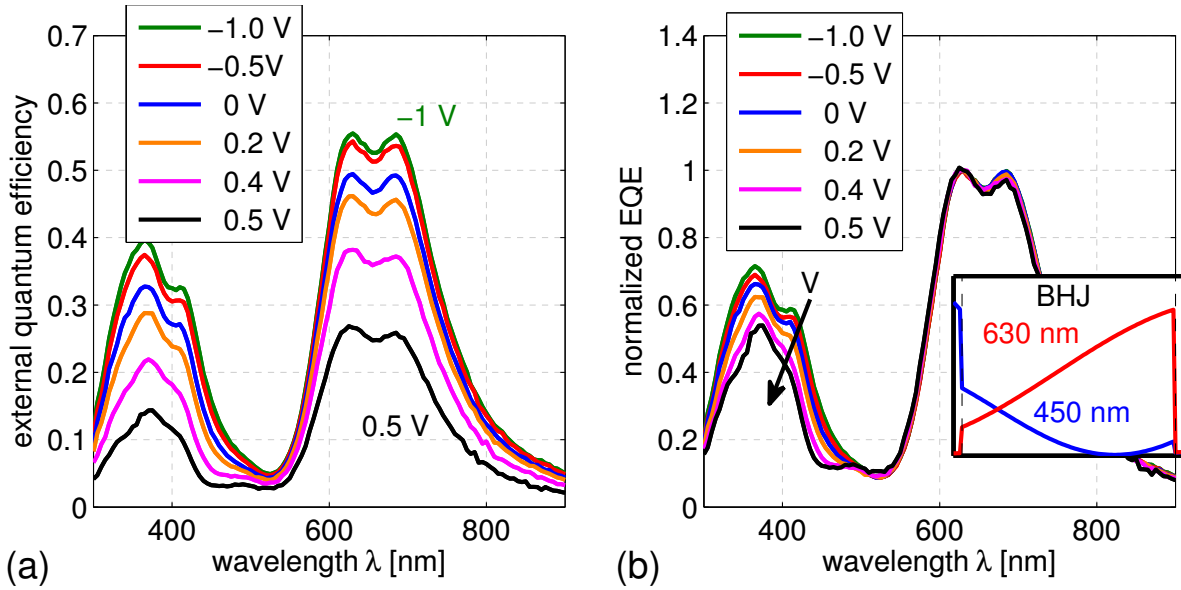 −1.0 V
−0.5V
0 V
0.2 V
0.4 V
0.5 V
−1 V
0.5 V
0.7
0.6
0.5
0.4
0.3
0.2
0.1
0
400
600
800
external quantum efficiency
wavelength λ [nm]
(a)
−1.0 V
−0.5 V
0 V
0.2 V
0.4 V
0.5 V
V
BHJ
630 nm
450 nm
1.4
1.2
1
0.8
0.6
0.4
0.2
0
400
600
800
normalized EQE
wavelength λ [nm]
(b)